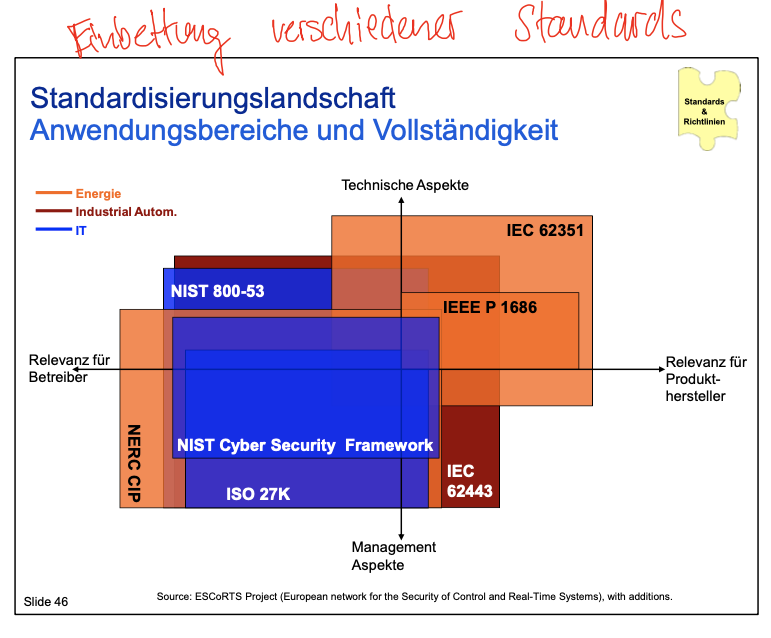 Einbettung verschiedener Standards
Standardisierungslandschaft
Anwendungsbereiche und Vollständigkeit
Standards
&
Richtlinien
Energie
Industrial Autom.
IT
Technische Aspekte
IEC 62351
NIST 800-53
IEEE P 1686
Relevanz für
Betreiber
Relevanz für
Produkt-
hersteller
NERC CIP
NIST Cyber Security Framework
IEC
62443
ISO 27K
Management
Aspekte
Slide 46
Source: ESCoRTS Project (European network for the Security of Control and Real-Time Systems), with additions.